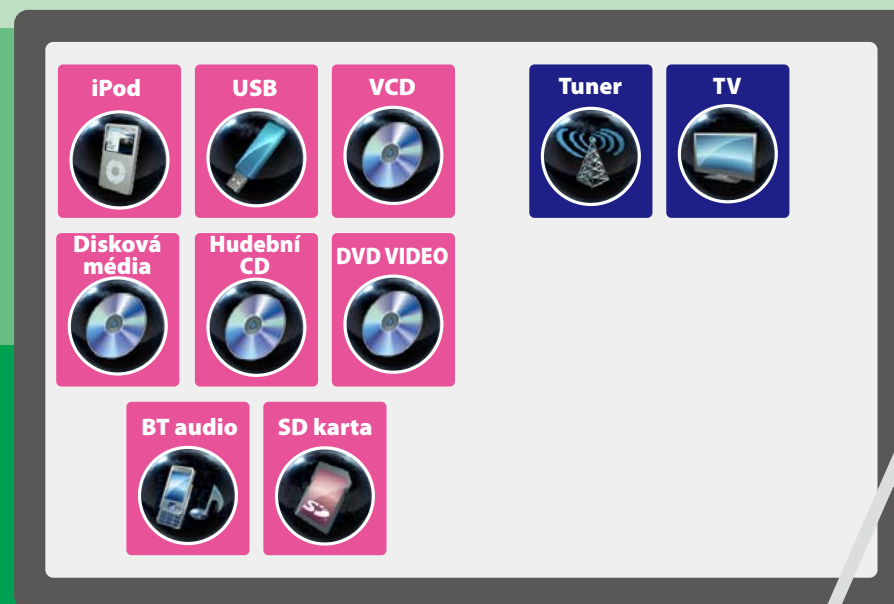 iPod
USB
VCD
Tuner
TV
Disková
média
Hudební
CD
DVD VIDEO
BT audio
SD karta